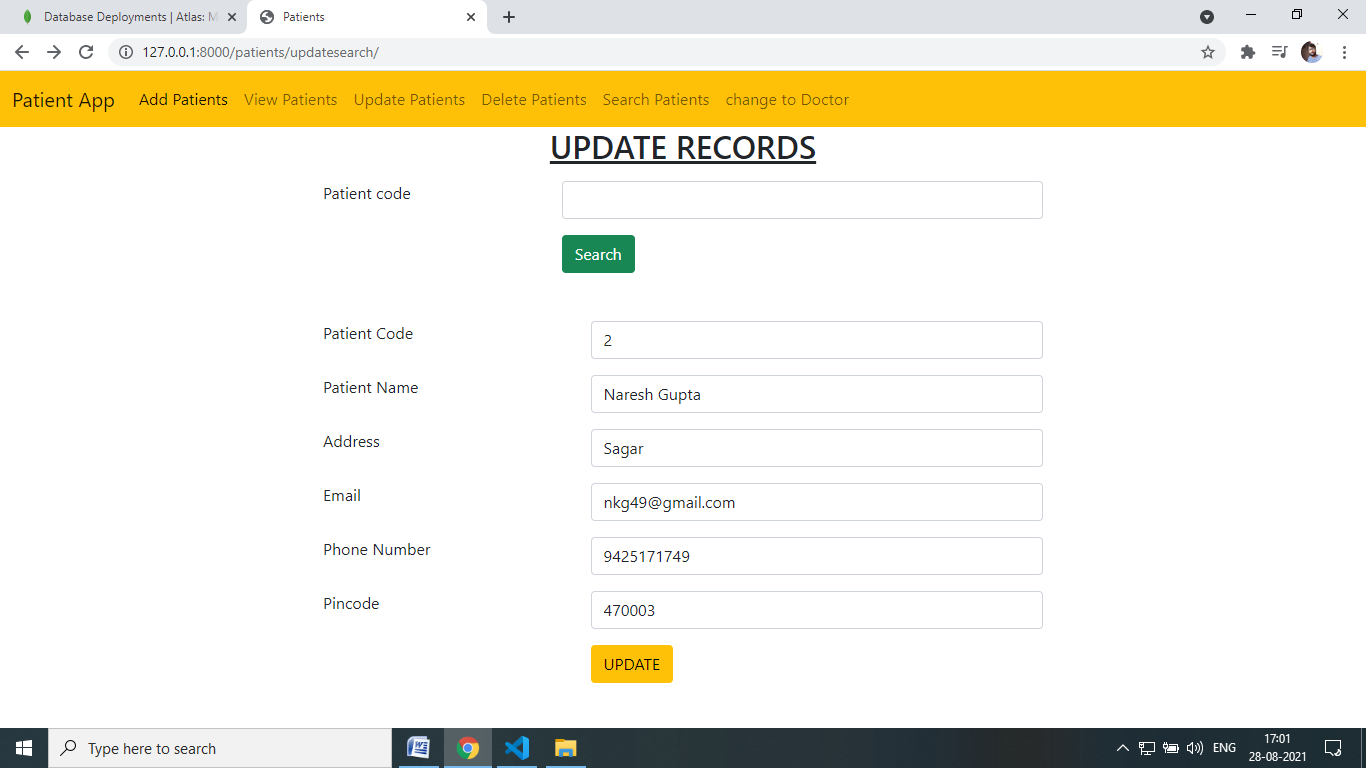 Database Deployments | Atlas: M
Patients
127.0.0.1:8000/patients/updatesearch/
Patient App Add Patients View Patients Update Patients Delete Patients Search Patients change to Doctor
UPDATE RECORDS
Patient code
Search
Patient Code 2
Patient Name Naresh Gupta
Address Sagar
Email nkg49@gmail.com
Phone Number 9425171749
Pincode 470003
UPDATE
Type here to search
ENG
17:01
28-08-2021